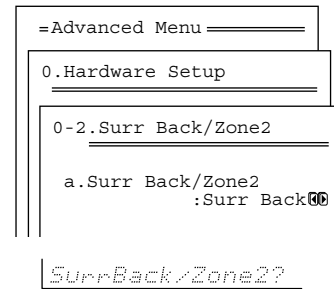 =Advanced Menu
0.Hardware Setup
0-2.Surr Back/Zone2
a.Surr Back/Zone2
:Surr Back
SurrBack/Zone2?